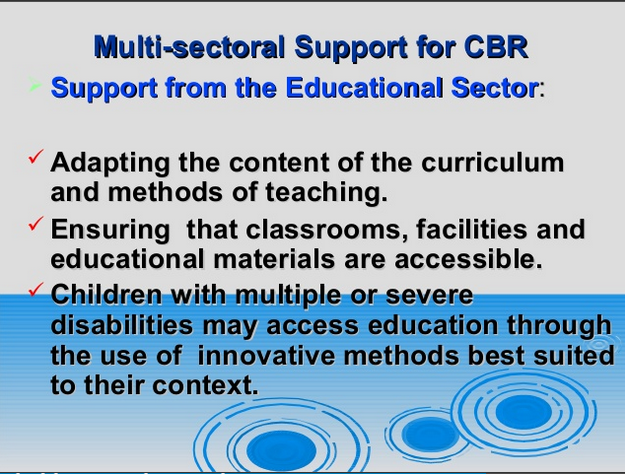 Multi-sectoral Support for CBR
Support from the Educational Sector:
Adapting the content of the curriculum
and methods of teaching.
Ensuring that classrooms, facilities and
educational materials are accessible.
Children with multiple or severe
disabilities may access education through
the use of innovative methods best suited
to their context.